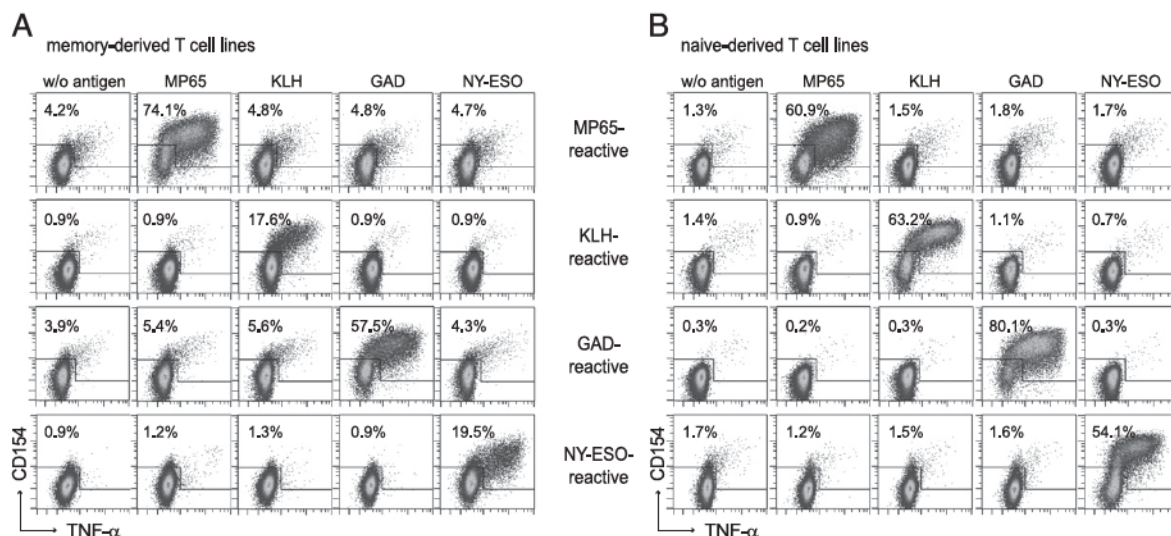 A
memory-derived T cell lines
w/o antigen MP65 KLH GAD NY-ESO
4.2% 74.1% 4.8% 4.8% 4.7%
0.9% 0.9% 17.6% 0.9% 0.9%
3.9% 5.4% 5.6% 57.5% 4.3%
0.9% 1.2% 1.3% 0.9% 19.5%
CD154
TNF-α
MP65-
reactive
KLH-
reactive
GAD-
reactive
NY-ESO-
reactive
B
naive-derived T cell lines
w/o antigen MP65 KLH GAD NY-ESO
1.3% 60.9% 1.5% 1.8% 1.7%
1.4% 0.9% 63.2% 1.1% 0.7%
0.3% 0.2% 0.3% 80.1% 0.3%
1.7% 1.2% 1.5% 1.6% 54.1%
CD154
TNF-α